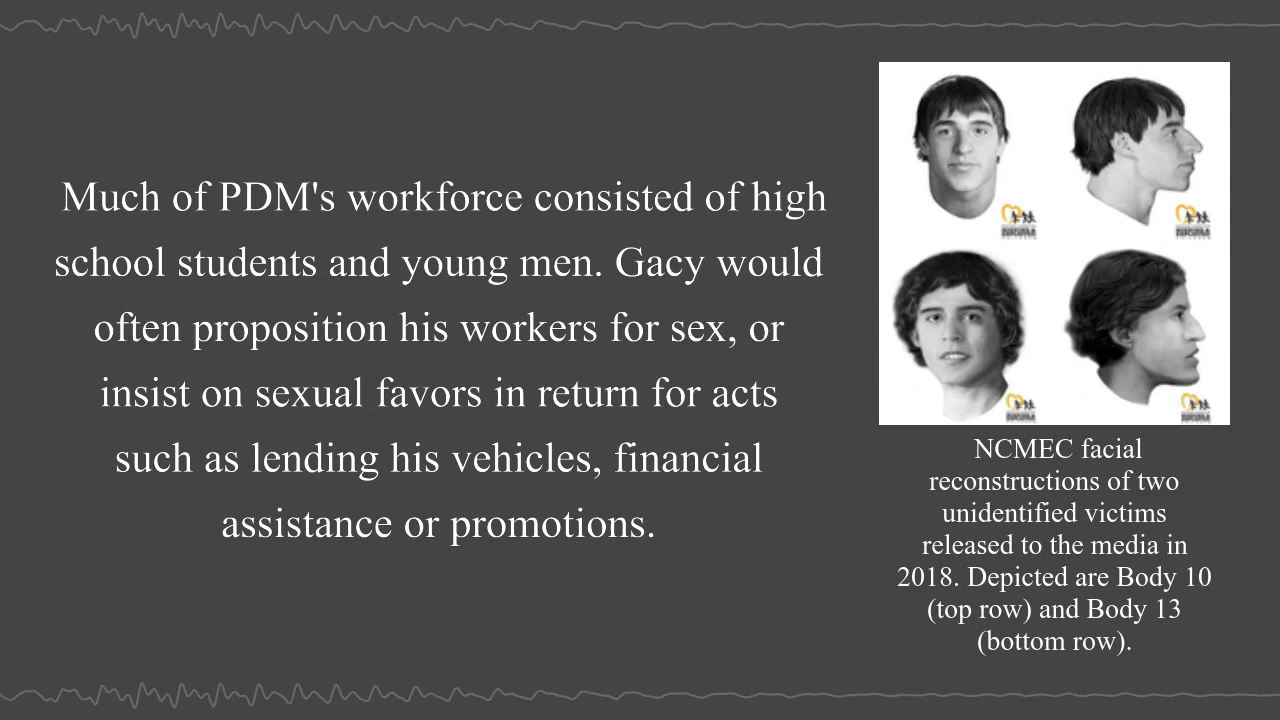 Much of PDM's workforce consisted of high
school students and young men. Gacy would
often proposition his workers for sex, or
insist on sexual favors in return for acts
such as lending his vehicles, financial
assistance or promotions.
NCMEC facial
reconstructions of two
unidentified victims
released to the media in
2018. Depicted are Body 10
(top row) and Body 13
(bottom row).